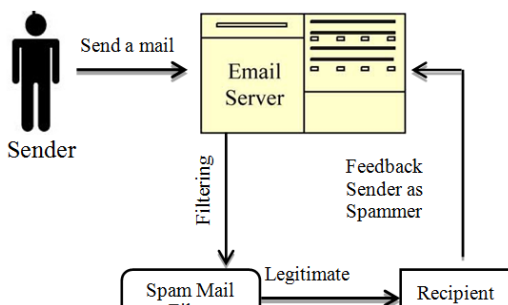 Send a mail
Email
Server
Sender
Filtering
Feedback
Sender as
Spammer
Legitimate
Spam Mail
Recipient